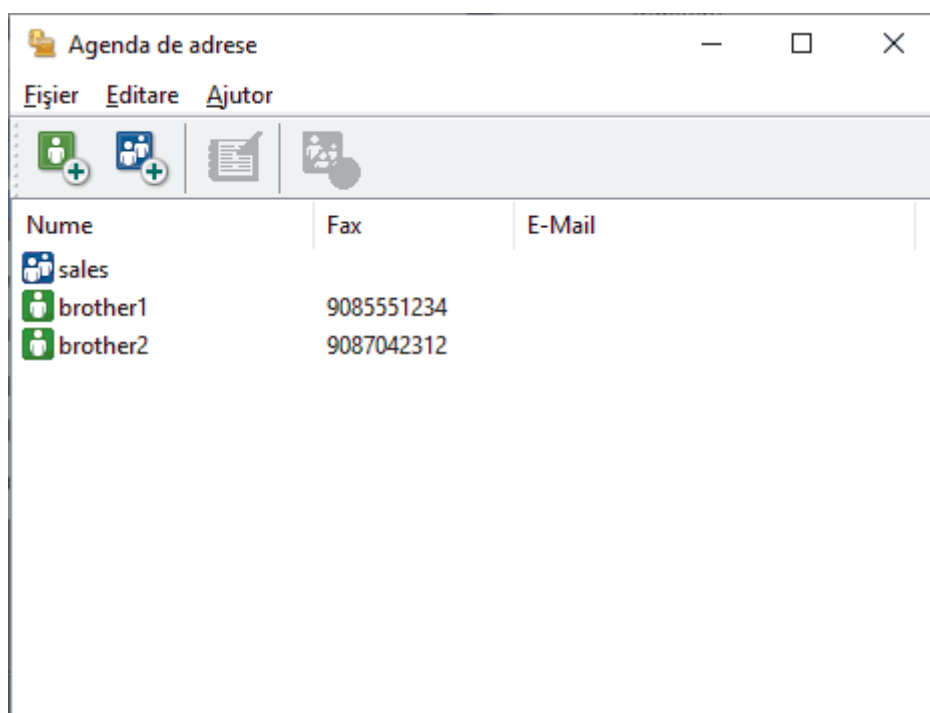 Agenda de adrese
Fişier Editare Ajutor
Nume Fax E-Mail
sales
brother1 9085551234
brother2 9087042312